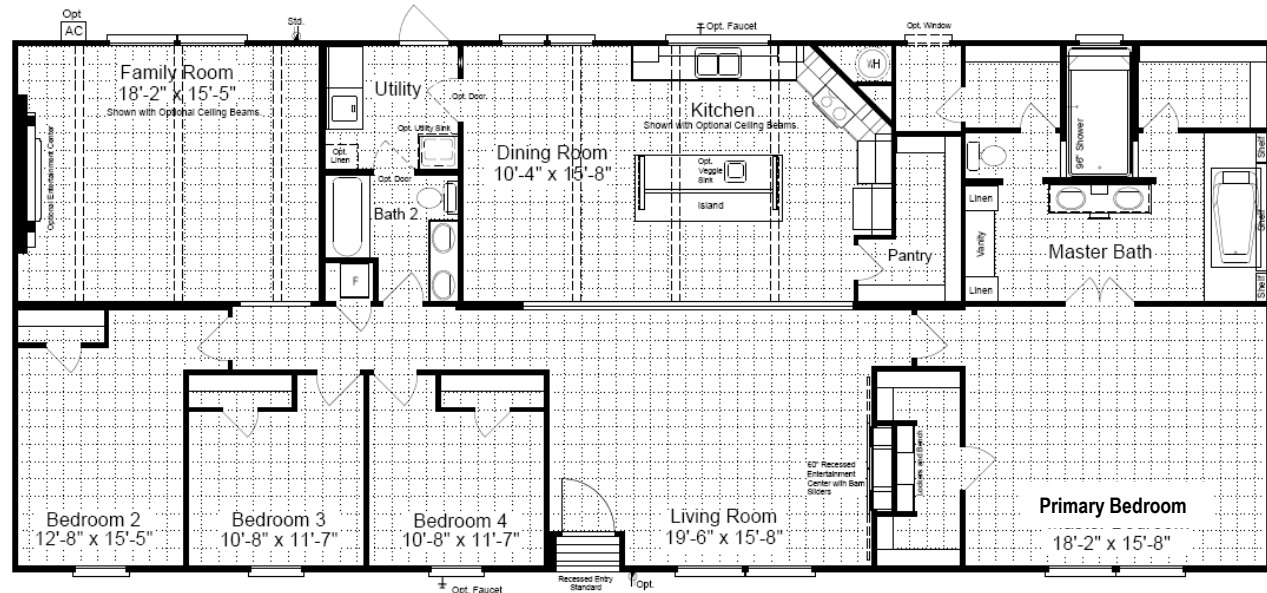 Opt
AC
Std.
Opt. Faucet
Opt. Window
Family Room
18'-2" x 15'-5"
Shown with Optional Ceiling Beams.
Optional Entertainment Center
Utility
Opt. Door.
Opt. Utility Sink
Opt.
Linen
Opt. Door
Bath 2
F
Dining Room
10'-4" x 15'-8"
Kitchen
Shown with Optional Ceiling Beams.
Opt.
Veggie
Sink
Island
WH
Pantry
96" Shower
Linen
Vanity
Linen
Master Bath
Shelf
Shelf
Shelf
Bedroom 2
12'-8" x 15'-5"
Bedroom 3
10'-8" x 11'-7"
Bedroom 4
10'-8" x 11'-7"
Opt. Faucet
Recessed Entry
Standard
Opt.
Living Room
19'-6" x 15'-8"
60" Recessed
Entertainment
Center with Barn
Sliders
Lockers and Bench
Primary Bedroom
18'-2" x 15'-8"